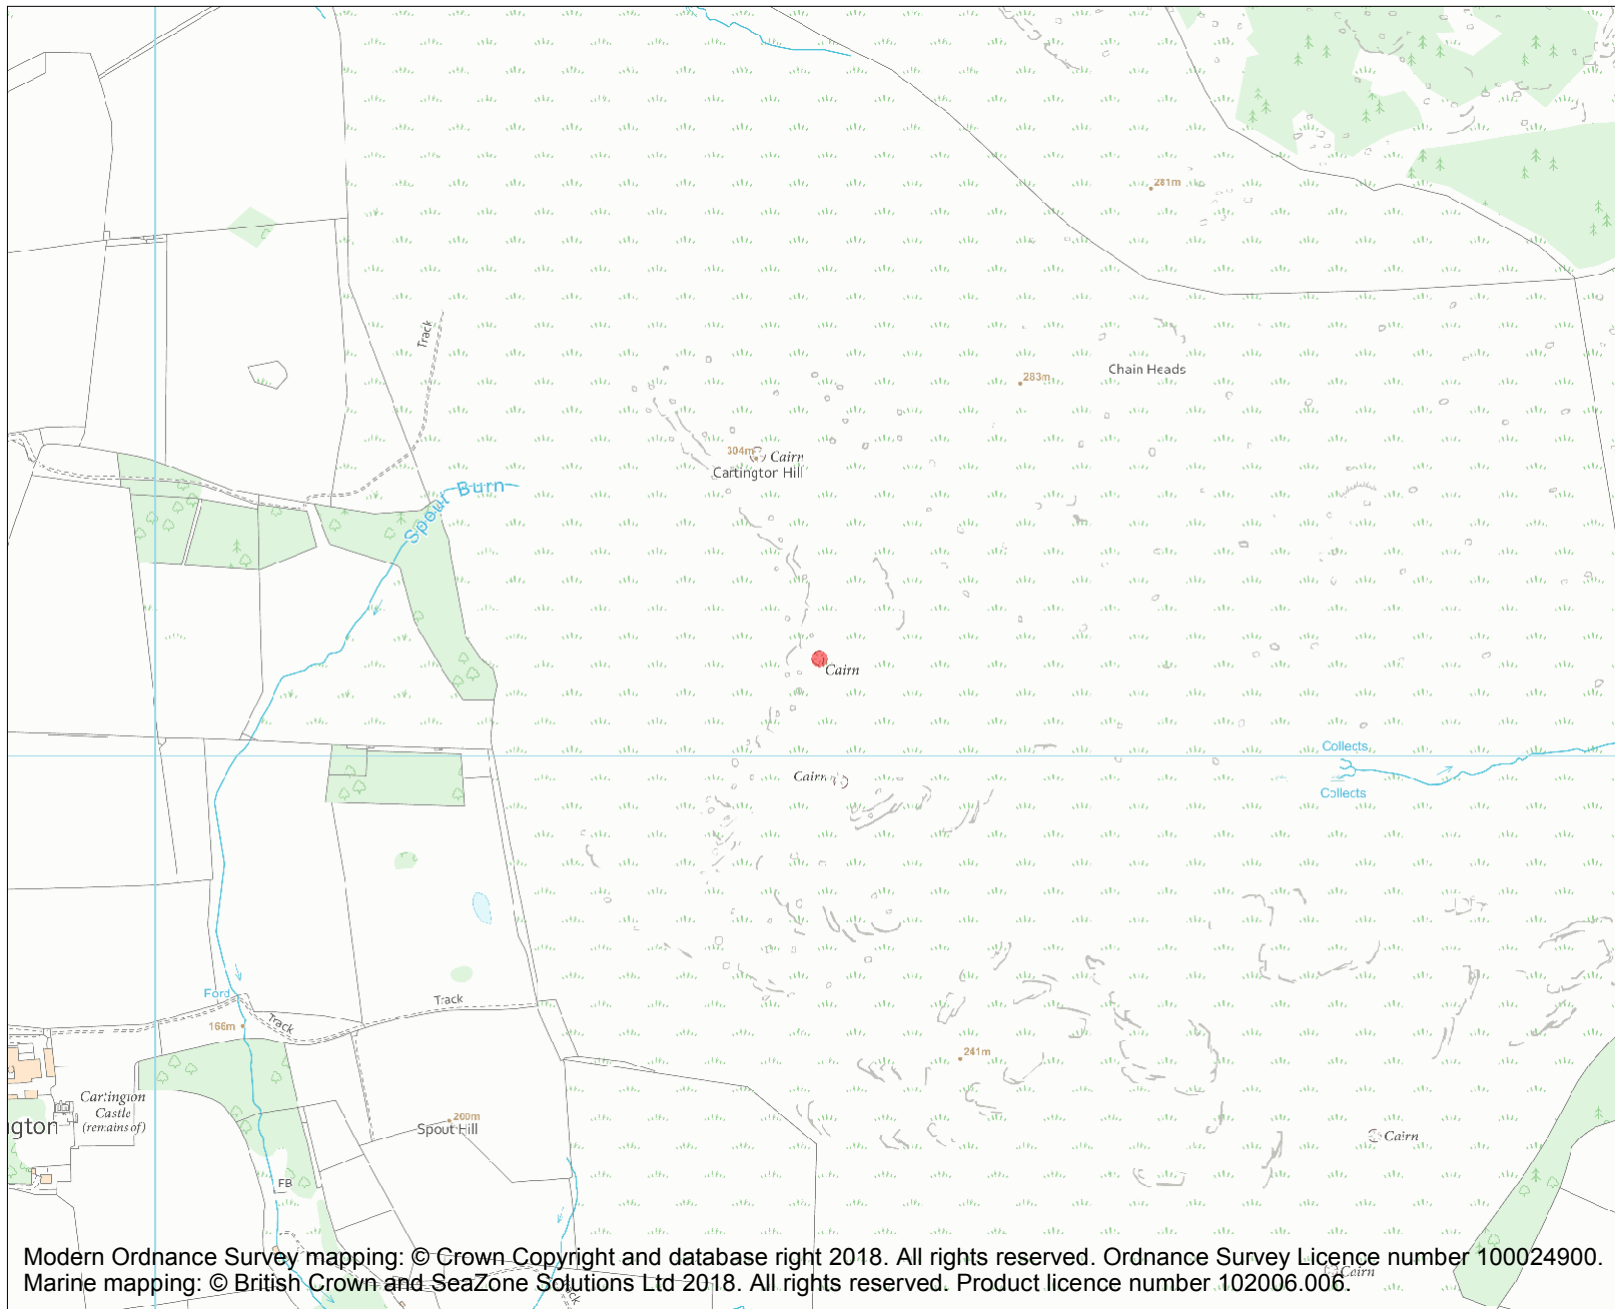 281m
Track
Chain Heads
283m
304m Cairn
Cartington Hill
Spout Burn
Cairn
Collects
Cairn
Collects
Ford
Track
Track
166m
241m
Cartington
Castle
(remains of)
ington
200m
Spout Hill
Cairn
FB
Modern Ordnance Survey mapping: © Crown Copyright and database right 2018. All rights reserved. Ordnance Survey Licence number 100024900.
Cairn
Marine mapping: © British Crown and SeaZone Solutions Ltd 2018. All rights reserved. Product licence number 102006.006.
Track